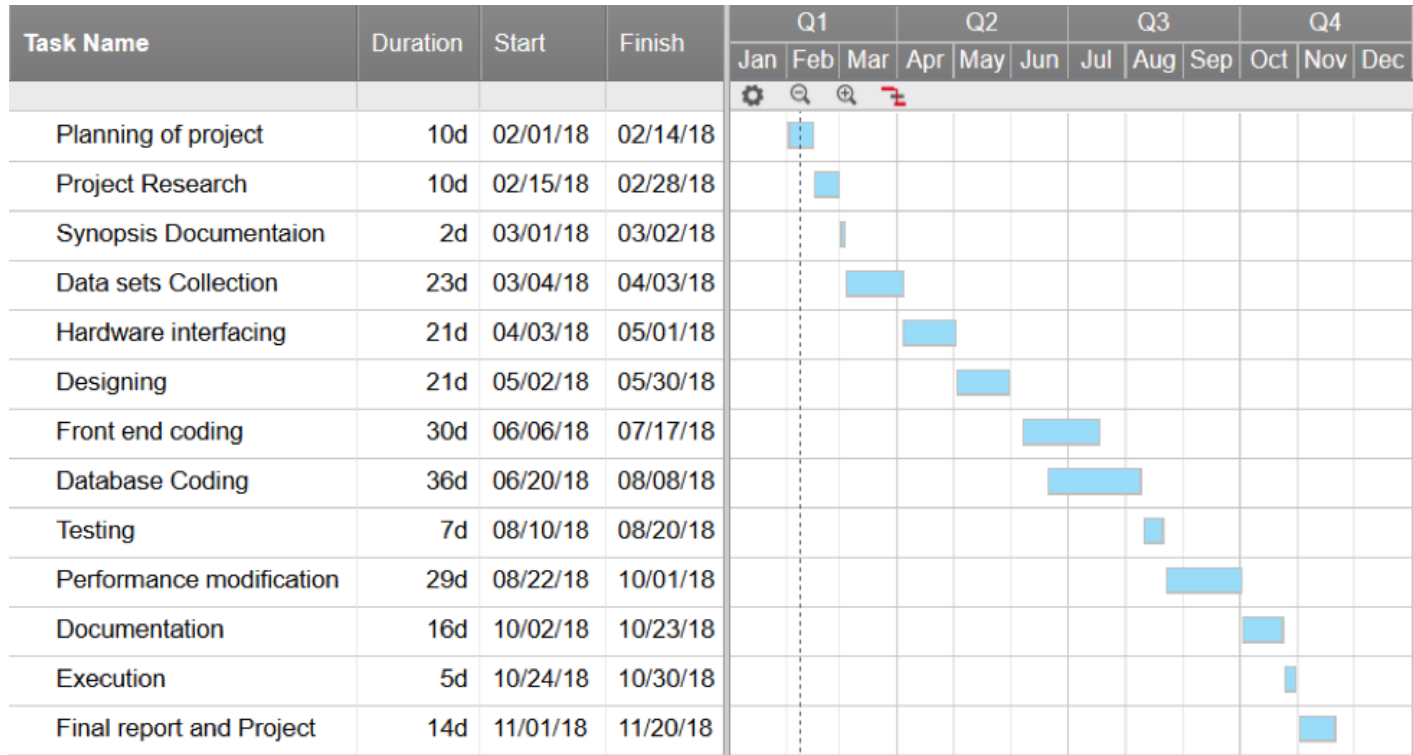 Task Name Duration Start Finish Q1 Q2 Q3 Q4
Jan Feb Mar Apr May Jun Jul Aug Sep Oct Nov Dec
Planning of project 10d 02/01/18 02/14/18
Project Research 10d 02/15/18 02/28/18
Synopsis Documentaion 2d 03/01/18 03/02/18
Data sets Collection 23d 03/04/18 04/03/18
Hardware interfacing 21d 04/03/18 05/01/18
Designing 21d 05/02/18 05/30/18
Front end coding 30d 06/06/18 07/17/18
Database Coding 36d 06/20/18 08/08/18
Testing 7d 08/10/18 08/20/18
Performance modification 29d 08/22/18 10/01/18
Documentation 16d 10/02/18 10/23/18
Execution 5d 10/24/18 10/30/18
Final report and Project 14d 11/01/18 11/20/18